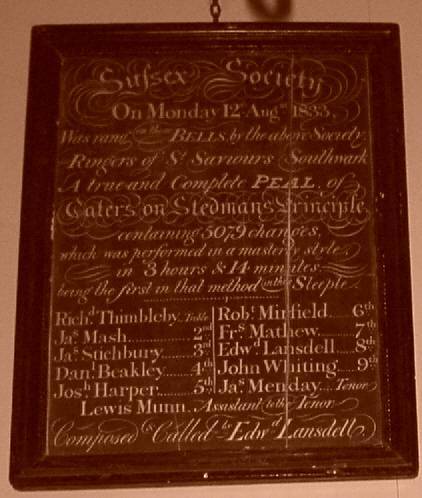 Sussex Society
On Monday 12th Augst 1833,
Was rang on the BELLS, by the above Society
Ringers of St Saviours Southwark
A true and Complete PEAL, of
Caters on Stedmans Principle
containing 5079 changes,
which was performed in a masterly style
in 3 hours & 14 minutes
being the first in that method in this Steeple.
Richd Thimbleby Treble
Jas Mash 2nd
Jas Stichbury 3rd
Danl Beakley 4th
Josh Harper 5th
Robt Mirfield 6th
Frs Mathew 7th
Edwd Lansdell 8th
John Whiting 9th
Jas Menday Tenor
Lewis Munn. Assistant to the Tenor
Composed & Called by Edwd Lansdell